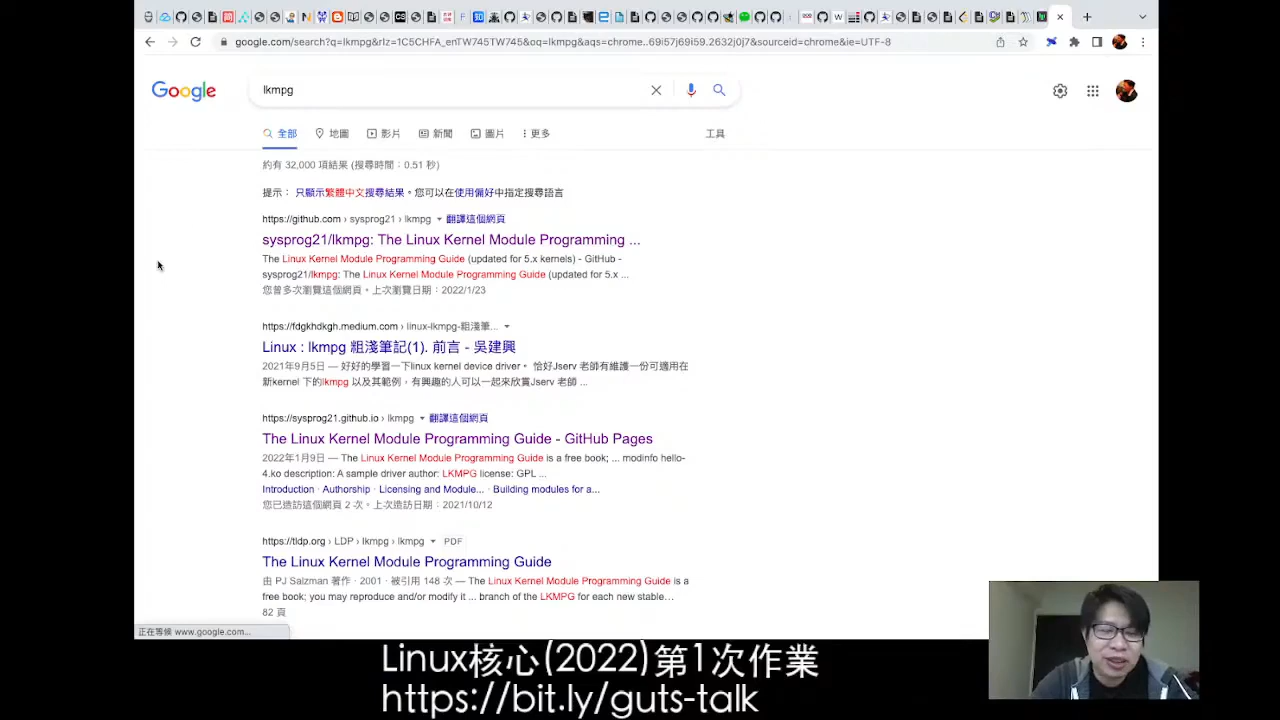 google.com/search?q=lkmpg&rlz=1C5CHFA_enTW745TW745&oq=lkmpg&aqs=chrome..69i57j69i59.2632j0j7&sourceid=chrome&ie=UTF-8
Google
lkmpg
全部 地圖 影片 新聞 圖片 更多 工具
約有 32,000 項結果 (搜尋時間：0.51 秒)
提示： 只顯示繁體中文搜尋結果。您可以在使用偏好中指定搜尋語言
https://github.com › sysprog21 › lkmpg 翻譯這個網頁
sysprog21/lkmpg: The Linux Kernel Module Programming ...
The Linux Kernel Module Programming Guide (updated for 5.x kernels) - GitHub -
sysprog21/lkmpg: The Linux Kernel Module Programming Guide (updated for 5.x ...
您曾多次瀏覽這個網頁。上次瀏覽日期：2022/1/23
https://fdgkhdkgh.medium.com › linux-lkmpg-粗淺筆...
Linux : lkmpg 粗淺筆記(1). 前言 - 吳建興
2021年9月5日 — 好好的學習一下linux kernel device driver。 恰好Jserv 老師有維護一份可適用在
新kernel 下的lkmpg 以及其範例，有興趣的人可以一起來欣賞Jserv 老師 ...
https://sysprog21.github.io › lkmpg 翻譯這個網頁
The Linux Kernel Module Programming Guide - GitHub Pages
2022年1月9日 — The Linux Kernel Module Programming Guide is a free book; ... modinfo hello-
4.ko description: A sample driver author: LKMPG license: GPL ...
Introduction · Authorship · Licensing and Module... · Building modules for a...
您已造訪這個網頁 2 次。上次造訪日期：2021/10/12
https://tldp.org › LDP › lkmpg › lkmpg PDF
The Linux Kernel Module Programming Guide
由 PJ Salzman 著作 · 2001 · 被引用 148 次 — The Linux Kernel Module Programming Guide is a
free book; you may reproduce and/or modify it ... branch of the LKMPG for each new stable...
82 頁
正在等候 www.google.com...
Linux核心(2022)第1次作業
https://bit.ly/guts-talk